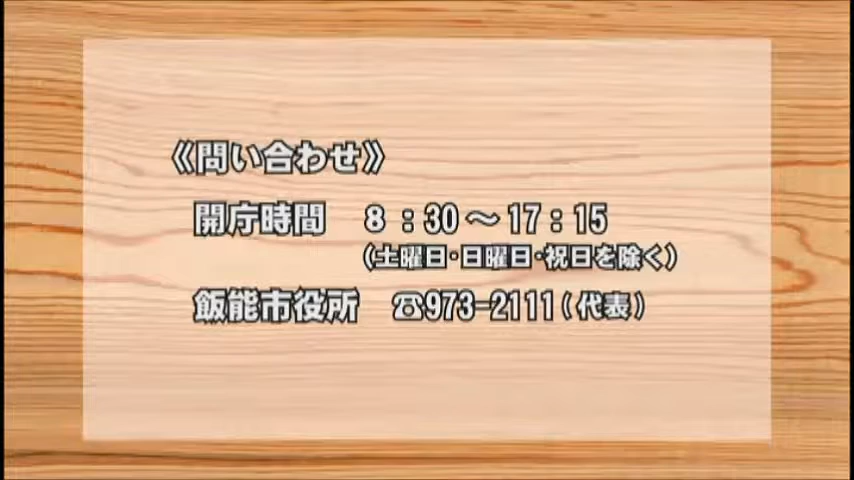 《問い合わせ》
開庁時間　8：30～17：15
（土曜日・日曜日・祝日を除く）
飯能市役所　☎973-2111（代表）